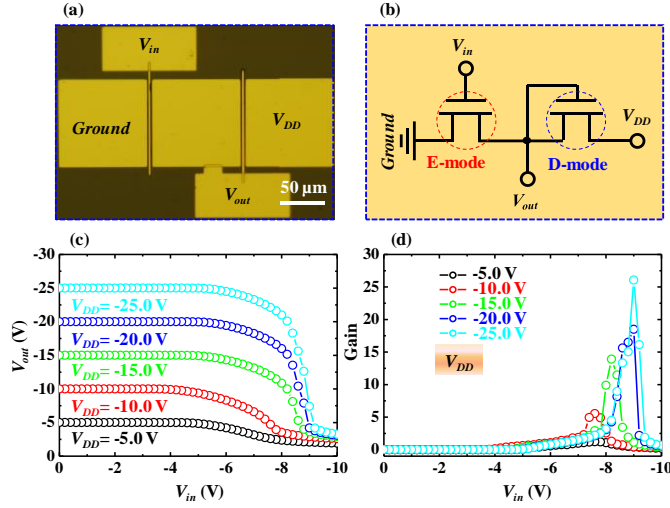 (a)
V_in
Ground
V_DD
V_out
50 µm
(b)
V_in
Ground
V_DD
E-mode
D-mode
V_out
(c)
-30
-25
-20
-15
-10
-5
0
V_out (V)
V_DD= -25.0 V
V_DD= -20.0 V
V_DD= -15.0 V
V_DD= -10.0 V
V_DD= -5.0 V
0 -2 -4 -6 -8 -10
V_in (V)
(d)
30
25
20
15
10
5
0
Gain
-5.0 V
-10.0 V
-15.0 V
-20.0 V
-25.0 V
V_DD
0 -2 -4 -6 -8 -10
V_in (V)